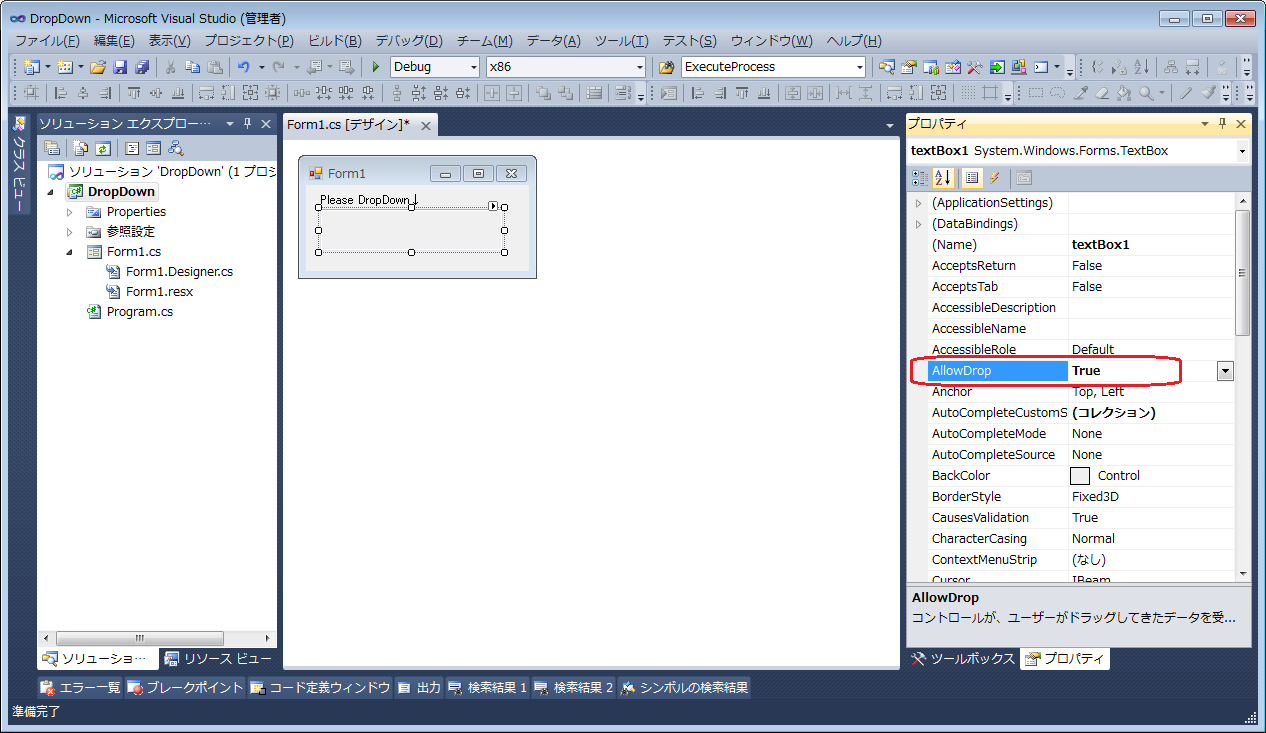 DropDown - Microsoft Visual Studio (管理者)
ファイル(F) 編集(E) 表示(V) プロジェクト(P) ビルド(B) デバッグ(D) チーム(M) データ(A) ツール(T) テスト(S) ウィンドウ(W) ヘルプ(H)
Debug x86 ExecuteProcess
クラス ビュー
ソリューション エクスプロー…
ソリューション 'DropDown' (1 プロジ
DropDown
Properties
参照設定
Form1.cs
Form1.Designer.cs
Form1.resx
Program.cs
ソリューショ… リソース ビュー
Form1.cs [デザイン]*
Form1
Please DropDown↓
プロパティ
textBox1 System.Windows.Forms.TextBox
(ApplicationSettings)
(DataBindings)
(Name) textBox1
AcceptsReturn False
AcceptsTab False
AccessibleDescription
AccessibleName
AccessibleRole Default
AllowDrop True
Anchor Top, Left
AutoCompleteCustomS (コレクション)
AutoCompleteMode None
AutoCompleteSource None
BackColor Control
BorderStyle Fixed3D
CausesValidation True
CharacterCasing Normal
ContextMenuStrip (なし)
Cursor IBeam
AllowDrop
コントロールが、ユーザーがドラッグしてきたデータを受...
ツールボックス プロパティ
エラー一覧 ブレークポイント コード定義ウィンドウ 出力 検索結果 1 検索結果 2 シンボルの検索結果
準備完了